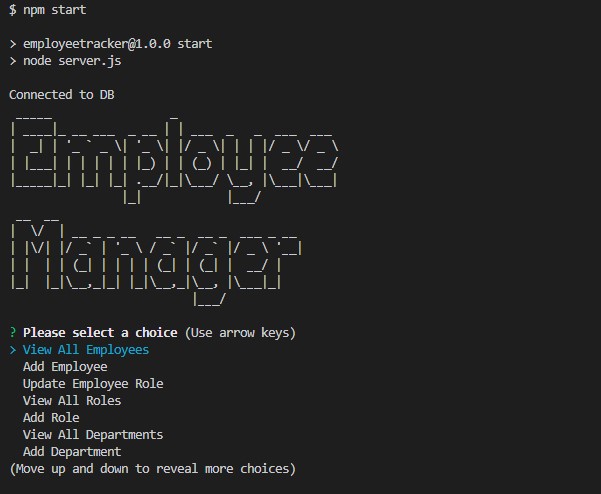 $ npm start
> employeetracker@1.0.0 start
> node server.js
Connected to DB
Employee
Manager
? Please select a choice (Use arrow keys)
> View All Employees
Add Employee
Update Employee Role
View All Roles
Add Role
View All Departments
Add Department
(Move up and down to reveal more choices)